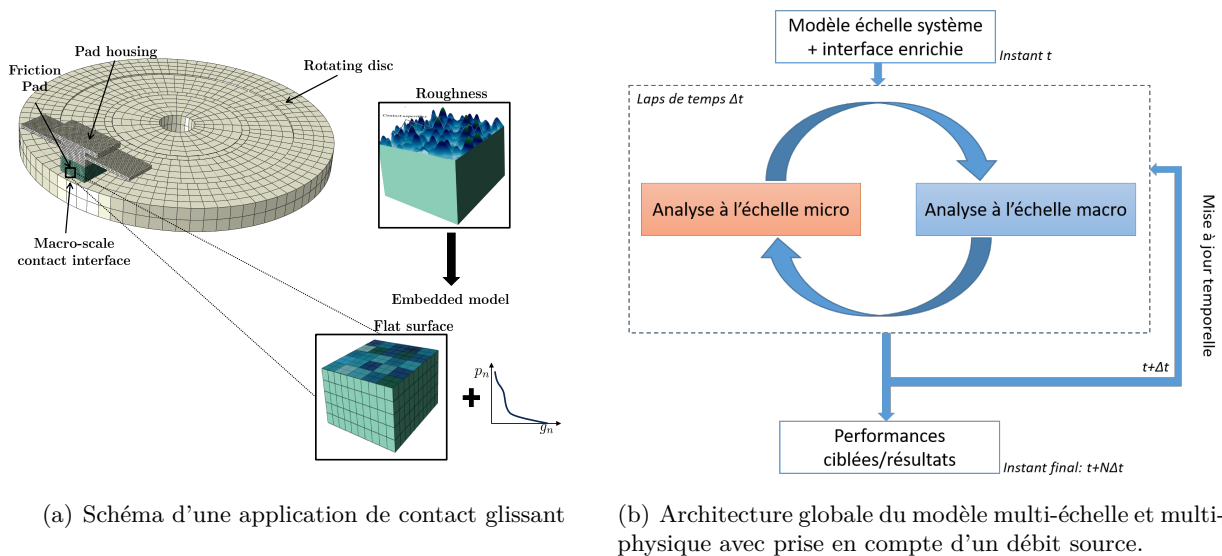 Pad housing
Friction
Pad
Rotating disc
Roughness
Macro-scale
contact interface
Embedded model
Flat surface
pₙ
gₙ
(a) Schéma d'une application de contact glissant
Modèle échelle système
+ interface enrichie
Instant t
Laps de temps Δt
Analyse à l'échelle micro
Analyse à l'échelle macro
Mise à jour temporelle
t+Δt
Performances
ciblées/résultats
Instant final: t+NΔt
(b) Architecture globale du modèle multi-échelle et multi-
physique avec prise en compte d'un débit source.